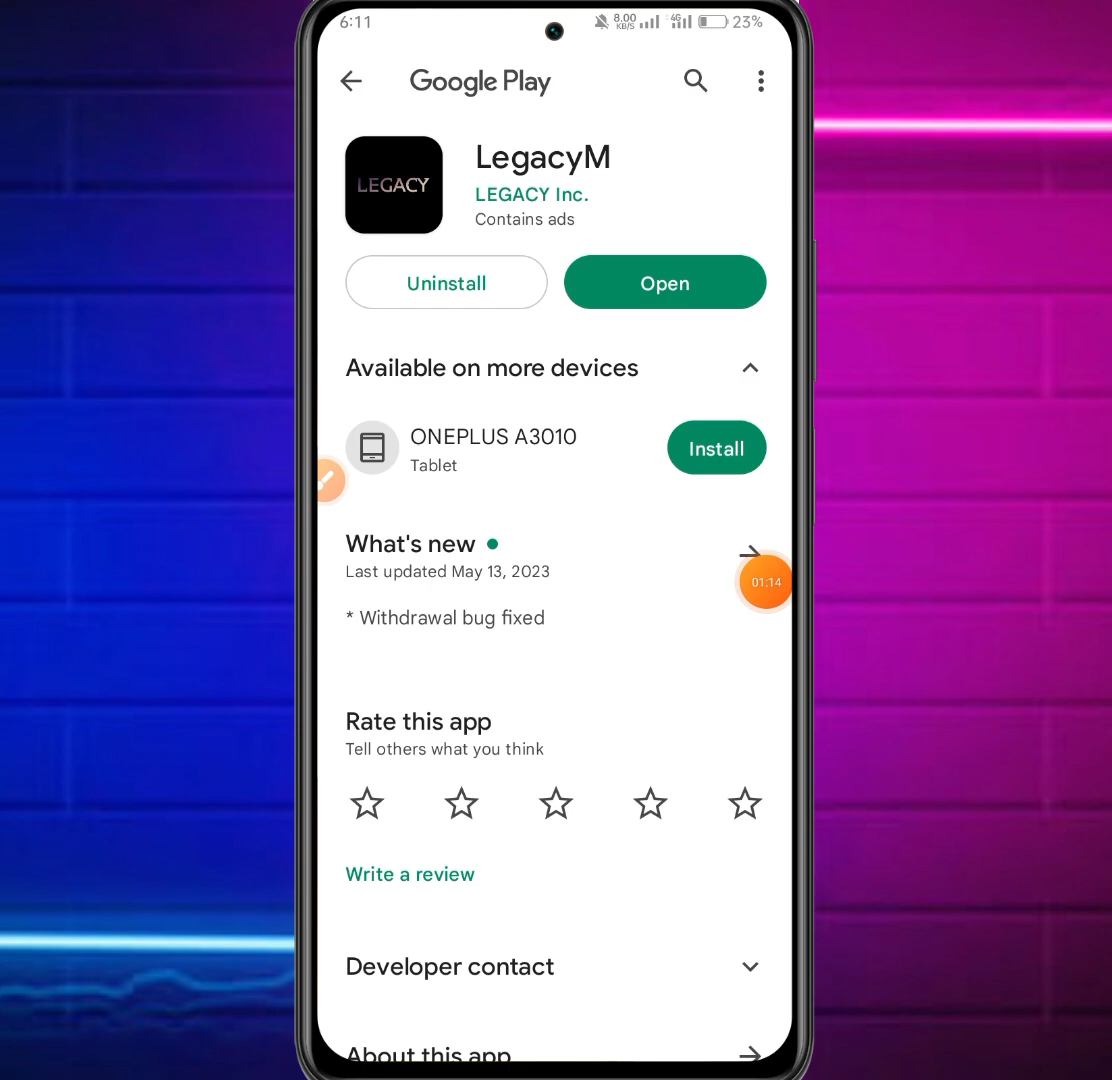 6:11
8.00 KB/S 4G 23%
Google Play
LEGACY
LegacyM
LEGACY Inc.
Contains ads
Uninstall
Open
Available on more devices
ONEPLUS A3010
Tablet
Install
What's new
Last updated May 13, 2023
01:14
* Withdrawal bug fixed
Rate this app
Tell others what you think
Write a review
Developer contact
About this app